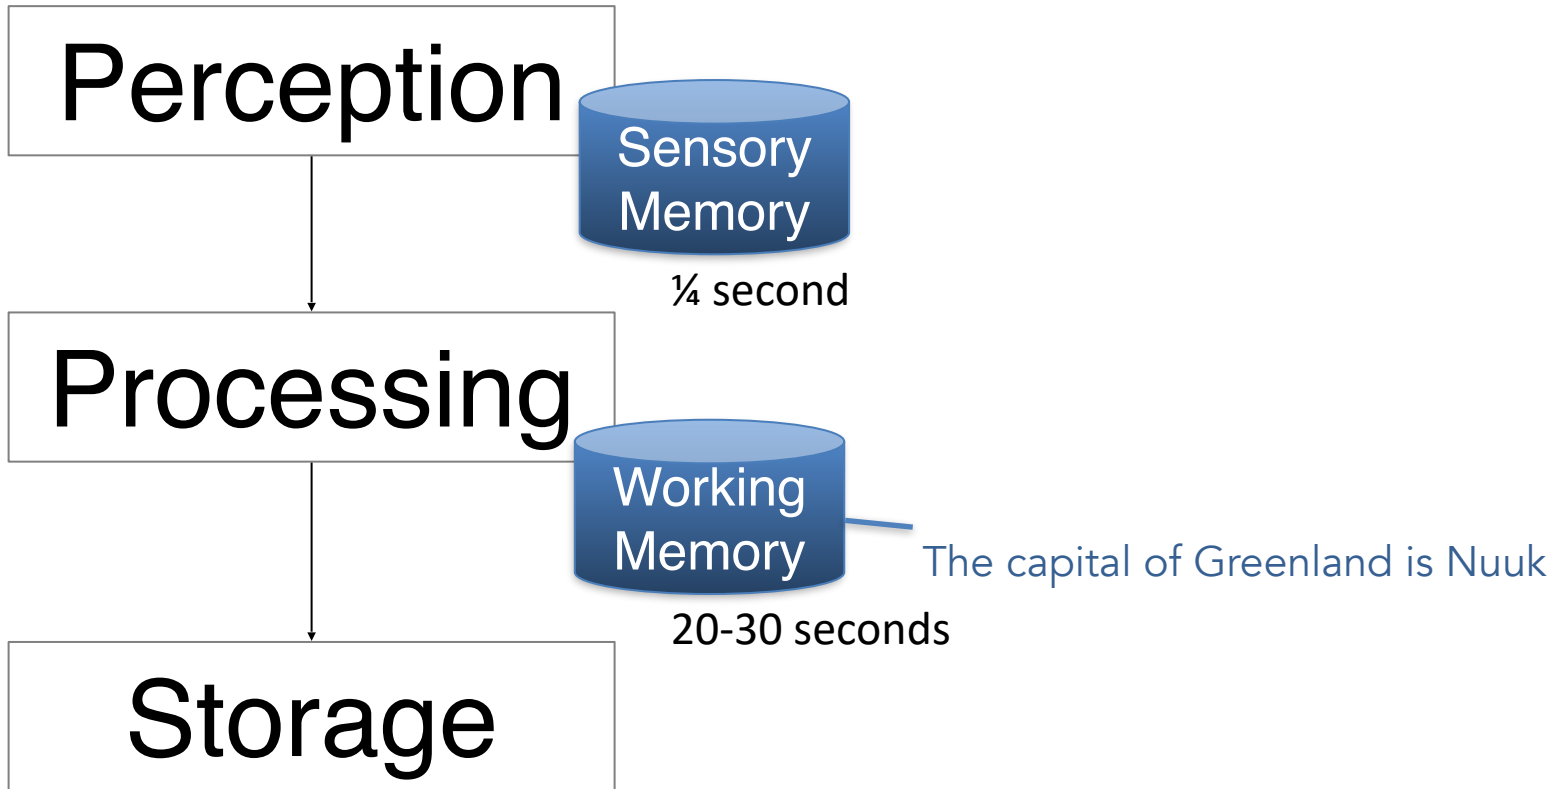 Perception
Sensory
Memory
¼ second
Processing
Working
Memory
The capital of Greenland is Nuuk
20-30 seconds
Storage